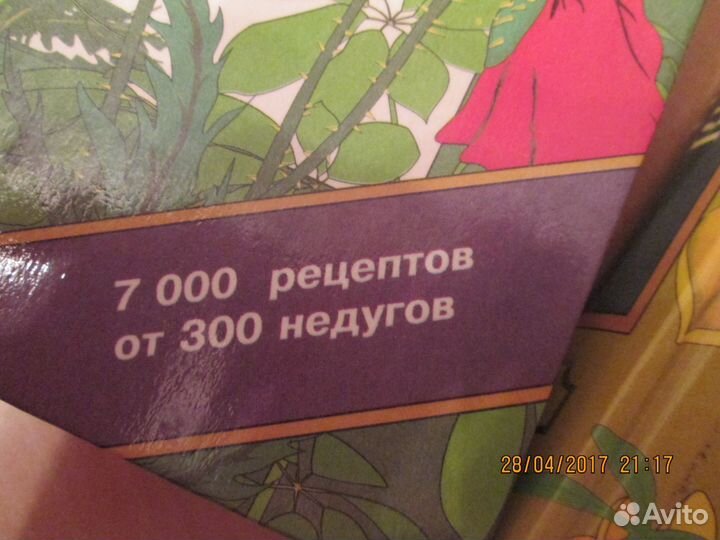 7 000 рецептов
от 300 недугов
28/04/2017 21:17
Avito